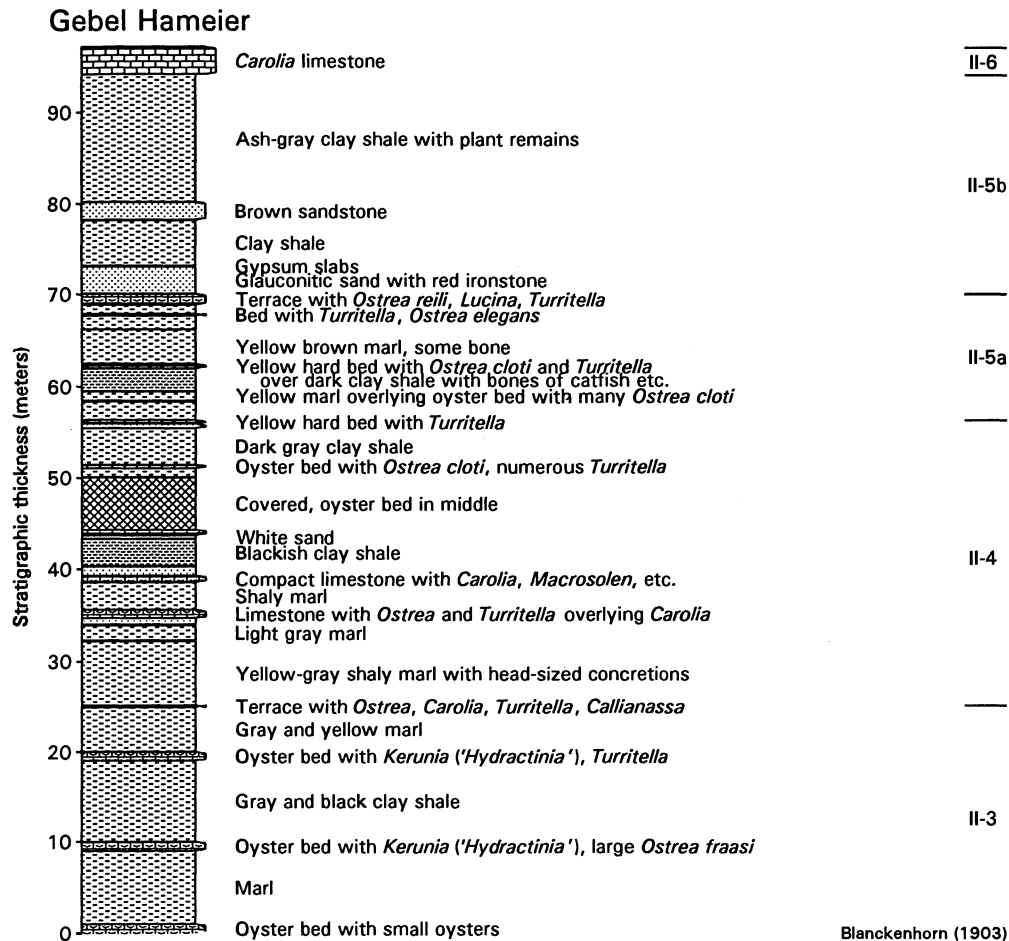 Gebel Hameier
Carolia limestone
II-6
90
Ash-gray clay shale with plant remains
II-5b
80
Brown sandstone
Clay shale
Gypsum slabs
Glauconitic sand with red ironstone
70
Terrace with Ostrea reili, Lucina, Turritella
Bed with Turritella, Ostrea elegans
Yellow brown marl, some bone
II-5a
Yellow hard bed with Ostrea cloti and Turritella
over dark clay shale with bones of catfish etc.
60
Yellow marl overlying oyster bed with many Ostrea cloti
Yellow hard bed with Turritella
Dark gray clay shale
Oyster bed with Ostrea cloti, numerous Turritella
50
Covered, oyster bed in middle
White sand
Blackish clay shale
II-4
40
Compact limestone with Carolia, Macrosolen, etc.
Shaly marl
Limestone with Ostrea and Turritella overlying Carolia
Light gray marl
30
Yellow-gray shaly marl with head-sized concretions
Terrace with Ostrea, Carolia, Turritella, Callianassa
Gray and yellow marl
20
Oyster bed with Kerunia ('Hydractinia'), Turritella
Gray and black clay shale
II-3
10
Oyster bed with Kerunia ('Hydractinia'), large Ostrea fraasi
Marl
0
Oyster bed with small oysters
Stratigraphic thickness (meters)
Blanckenhorn (1903)